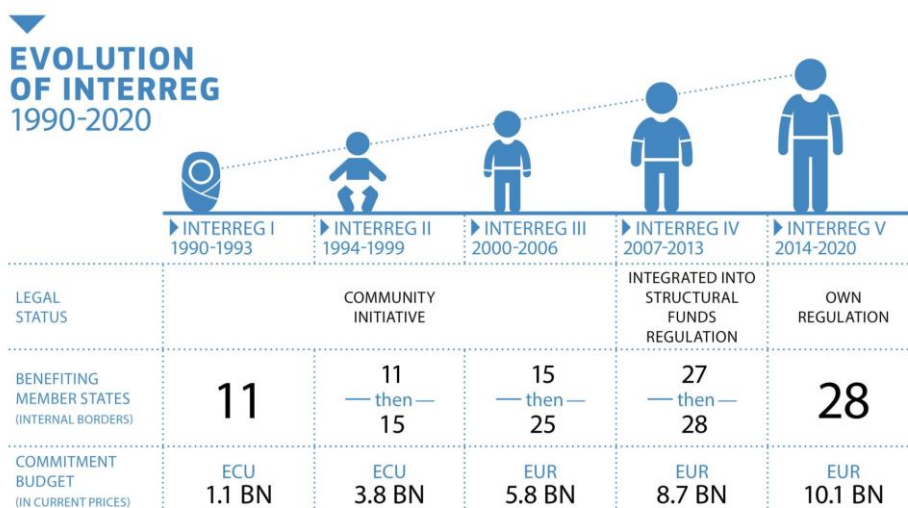 EVOLUTION
OF INTERREG
1990-2020
INTERREG I
1990-1993
INTERREG II
1994-1999
INTERREG III
2000-2006
INTERREG IV
2007-2013
INTERREG V
2014-2020
LEGAL
STATUS
COMMUNITY
INITIATIVE
INTEGRATED INTO
STRUCTURAL
FUNDS
REGULATION
OWN
REGULATION
BENEFITING
MEMBER STATES
(INTERNAL BORDERS)
11
11
then
15
15
then
25
27
then
28
28
COMMITMENT
BUDGET
(IN CURRENT PRICES)
ECU
1.1 BN
ECU
3.8 BN
EUR
5.8 BN
EUR
8.7 BN
EUR
10.1 BN